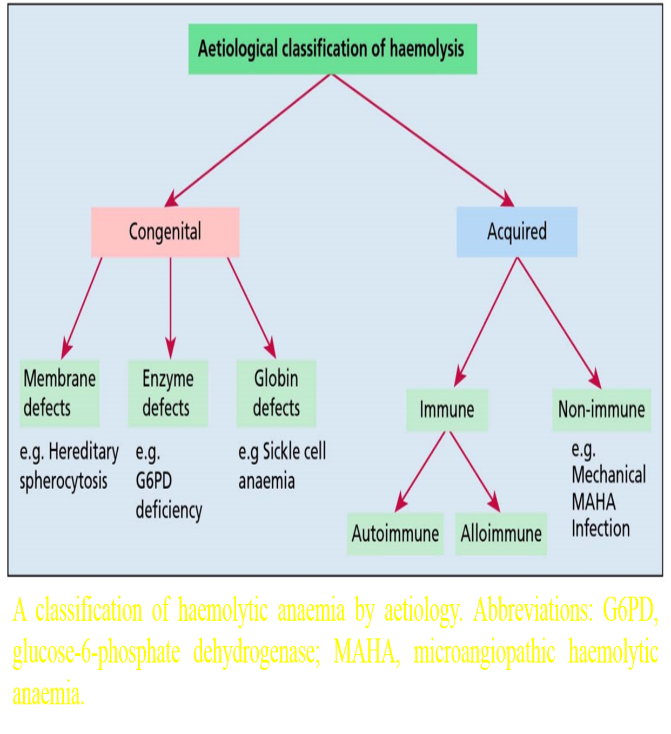 Aetiological classification of haemolysis
Congenital
Acquired
Membrane
defects
e.g. Hereditary
spherocytosis
Enzyme
defects
e.g.
G6PD
deficiency
Globin
defects
e.g Sickle cell
anaemia
Immune
Non-immune
e.g.
Mechanical
MAHA
Infection
Autoimmune
Alloimmune
A classification of haemolytic anaemia by aetiology. Abbreviations: G6PD,
glucose-6-phosphate dehydrogenase; MAHA, microangiopathic haemolytic
anaemia.